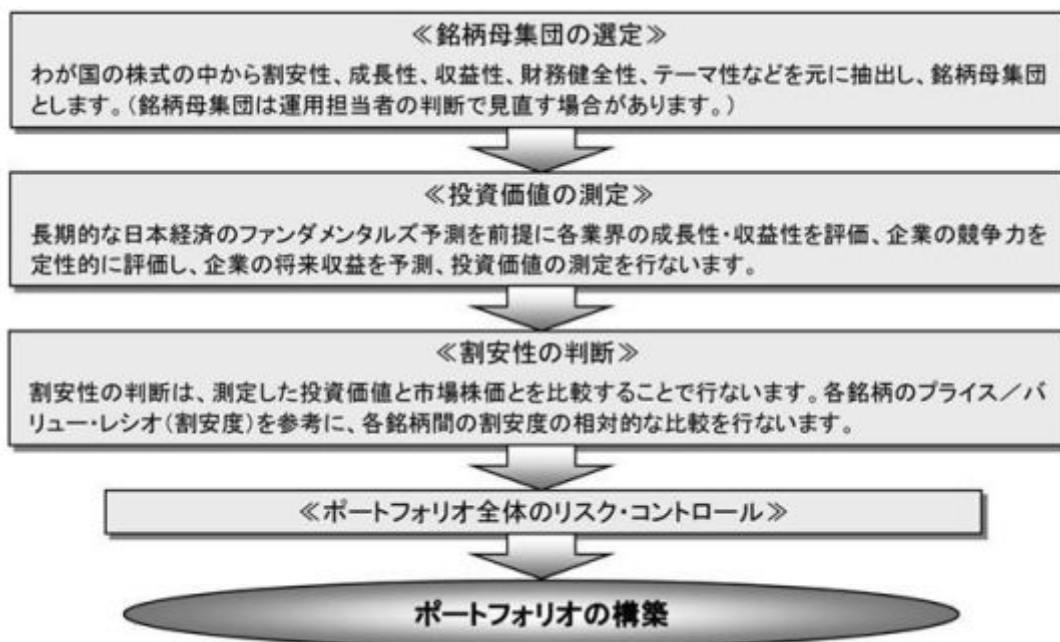 ≪銘柄母集団の選定≫
わが国の株式の中から割安性、成長性、収益性、財務健全性、テーマ性などを元に抽出し、銘柄母集団
とします。(銘柄母集団は運用担当者の判断で見直す場合があります。)
≪投資価値の測定≫
長期的な日本経済のファンダメンタルズ予測を前提に各業界の成長性・収益性を評価、企業の競争力を
定性的に評価し、企業の将来収益を予測、投資価値の測定を行ないます。
≪割安性の判断≫
割安性の判断は、測定した投資価値と市場株価とを比較することで行ないます。各銘柄のプライス／バ
リュー・レシオ(割安度)を参考に、各銘柄間の割安度の相対的な比較を行ないます。
≪ポートフォリオ全体のリスク・コントロール≫
ポートフォリオの構築